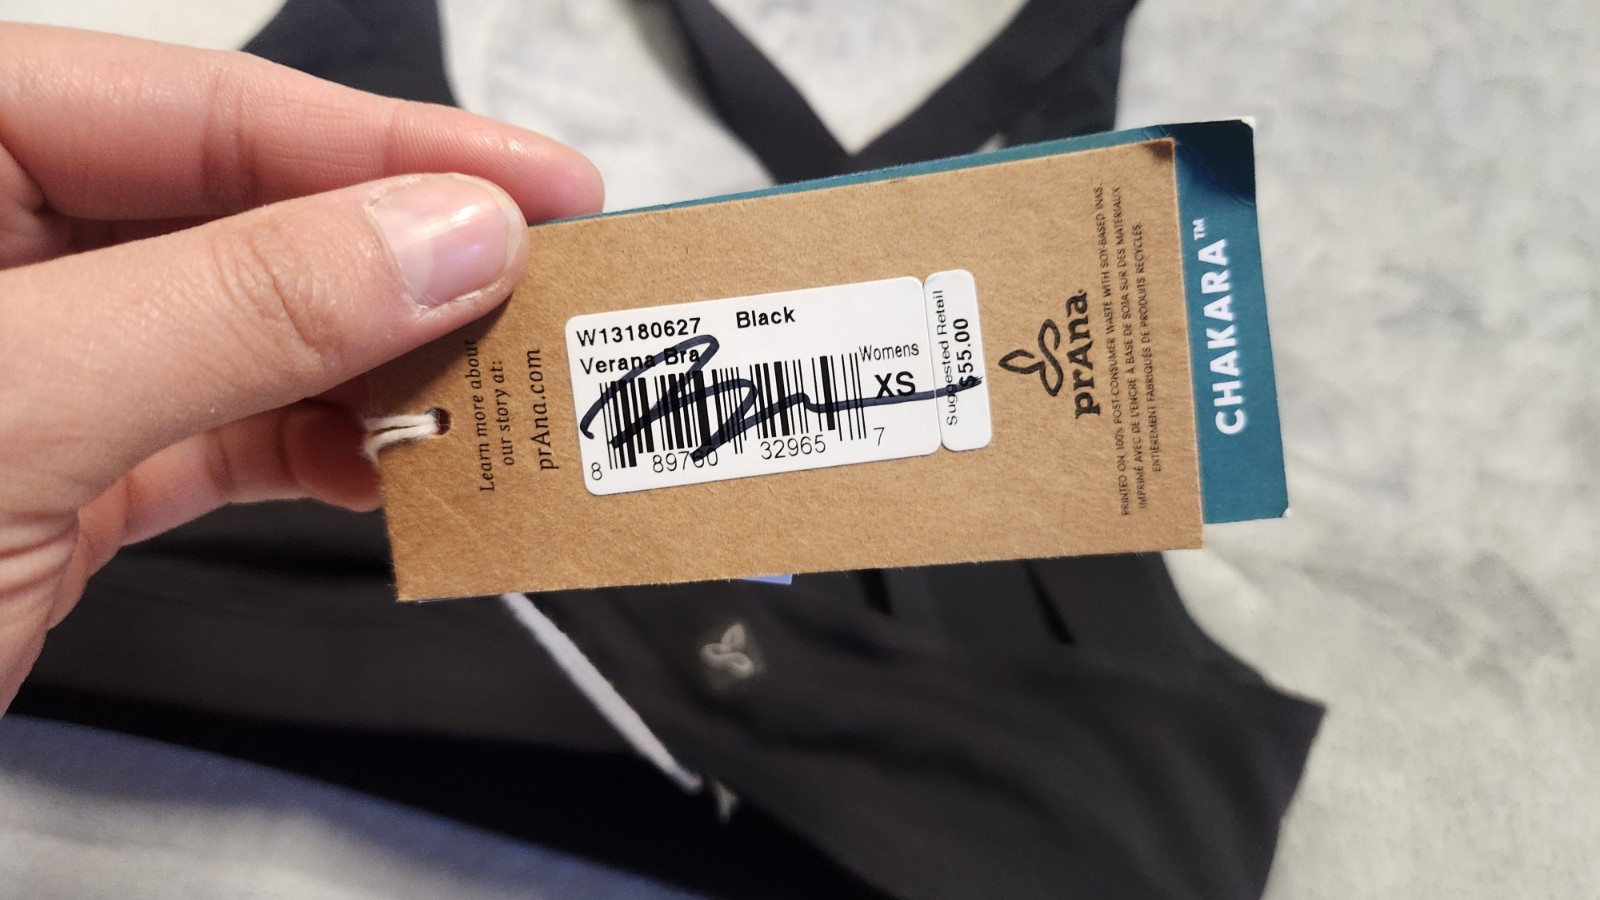 Learn more about
our story at:
prAna.com
W13180627 Black
Verana Bra
Womens
XS
8 89760 32965 7
Suggested Retail
$55.00
prAna
PRINTED ON 100% POST-CONSUMER WASTE WITH SOY-BASED INKS.
IMPRIMÉ AVEC DE L'ENCRE À BASE DE SOJA SUR DES MATERIAUX
ENTIÈREMENT FABRIQUÉS DE PRODUITS RECYCLÉS.
CHAKARA™